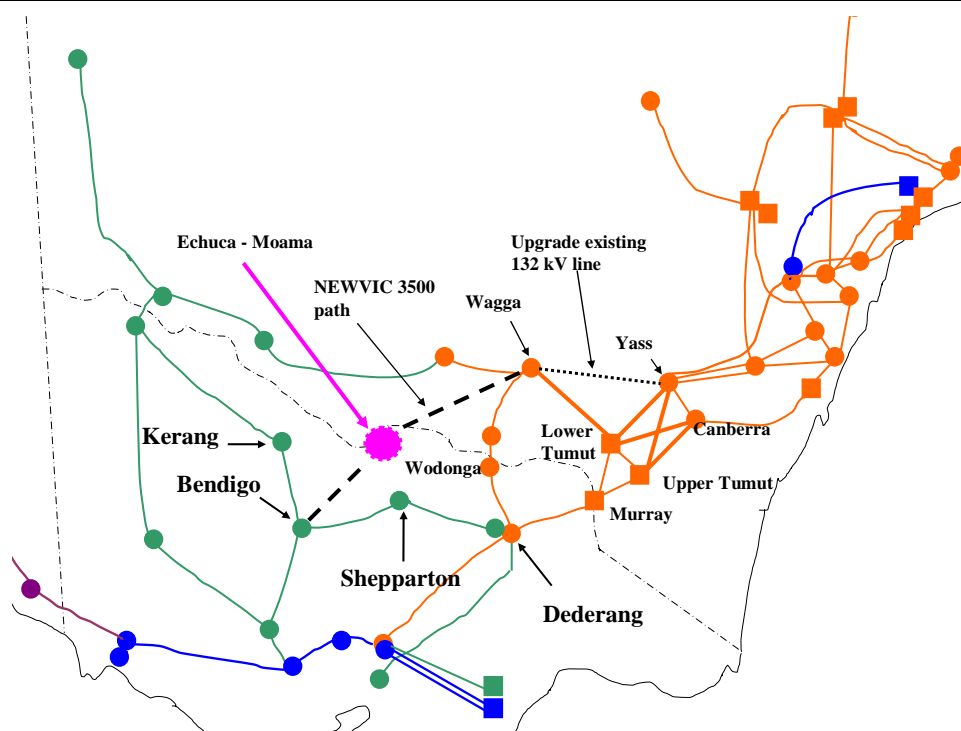 Echuca - Moama
Upgrade existing
132 kV line
NEWVIC 3500
path
Wagga
Yass
Kerang
Lower
Tumut
Canberra
Wodonga
Bendigo
Upper Tumut
Murray
Shepparton
Dederang